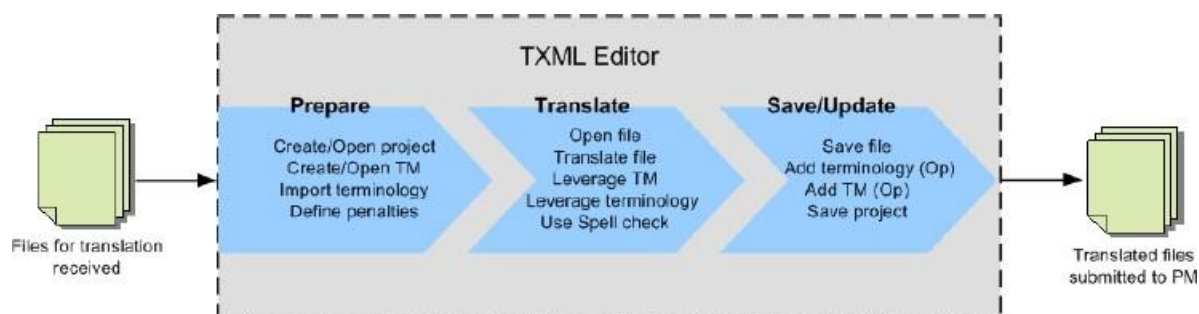 TXML Editor
Prepare
Create/Open project
Create/Open TM
Import terminology
Define penalties
Translate
Open file
Translate file
Leverage TM
Leverage terminology
Use Spell check
Save/Update
Save file
Add terminology (Op)
Add TM (Op)
Save project
Files for translation
received
Translated files
submitted to PM